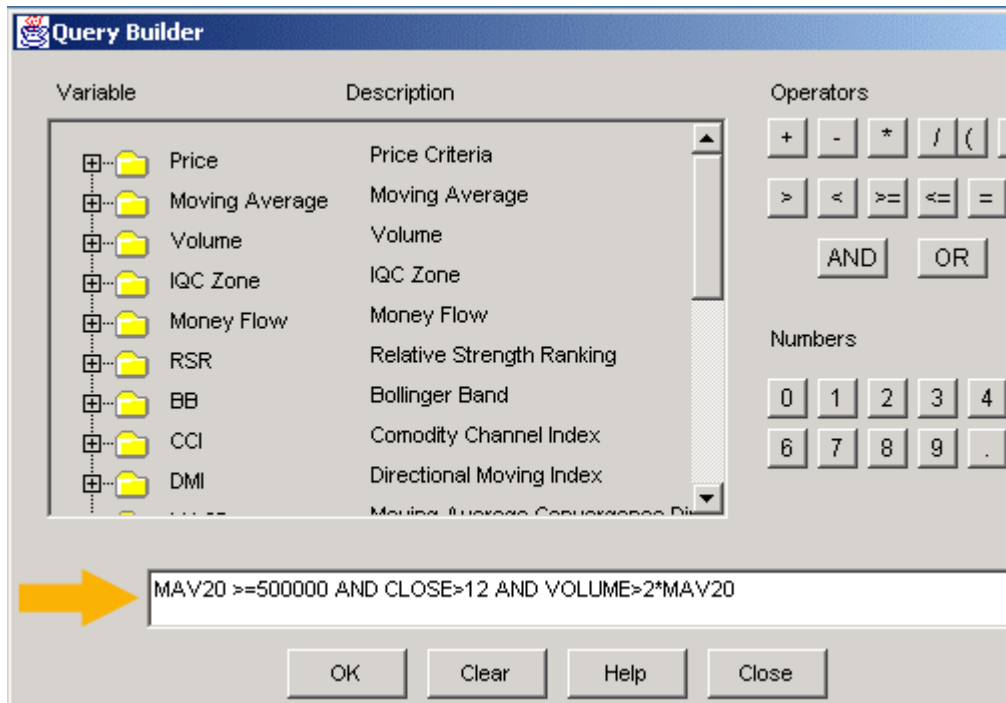 Query Builder
Variable Description Operators
+ - * / (
> < >= <= =
AND OR
Price Price Criteria
Moving Average Moving Average
Volume Volume
IQC Zone IQC Zone
Money Flow Money Flow
RSR Relative Strength Ranking
BB Bollinger Band
CCI Comodity Channel Index
DMI Directional Moving Index
Moving Average Convergence
Numbers
0 1 2 3 4
6 7 8 9 .
MAV20 >=500000 AND CLOSE>12 AND VOLUME>2*MAV20
OK Clear Help Close